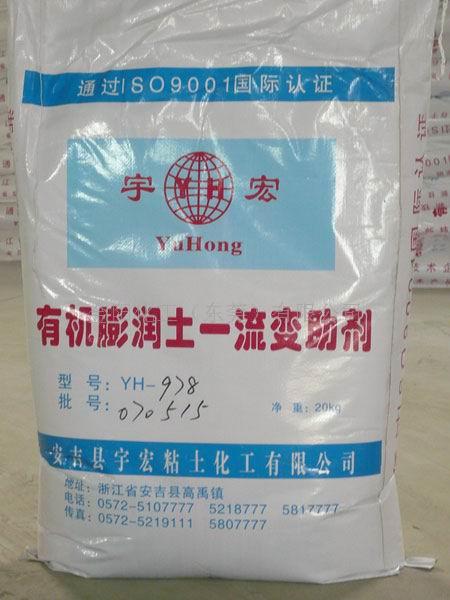 通过ISO9001国际认证
宇 YH 宏
YuHong
有机膨润土一流变助剂
型 号: YH-978
批 号: 070515
净 重: 20kg
安吉县宇宏粘土化工有限公司
地址: 浙江省安吉县高禹镇
电话: 0572-5107777 5218777 5817777
传真: 0572-5219111 5807777